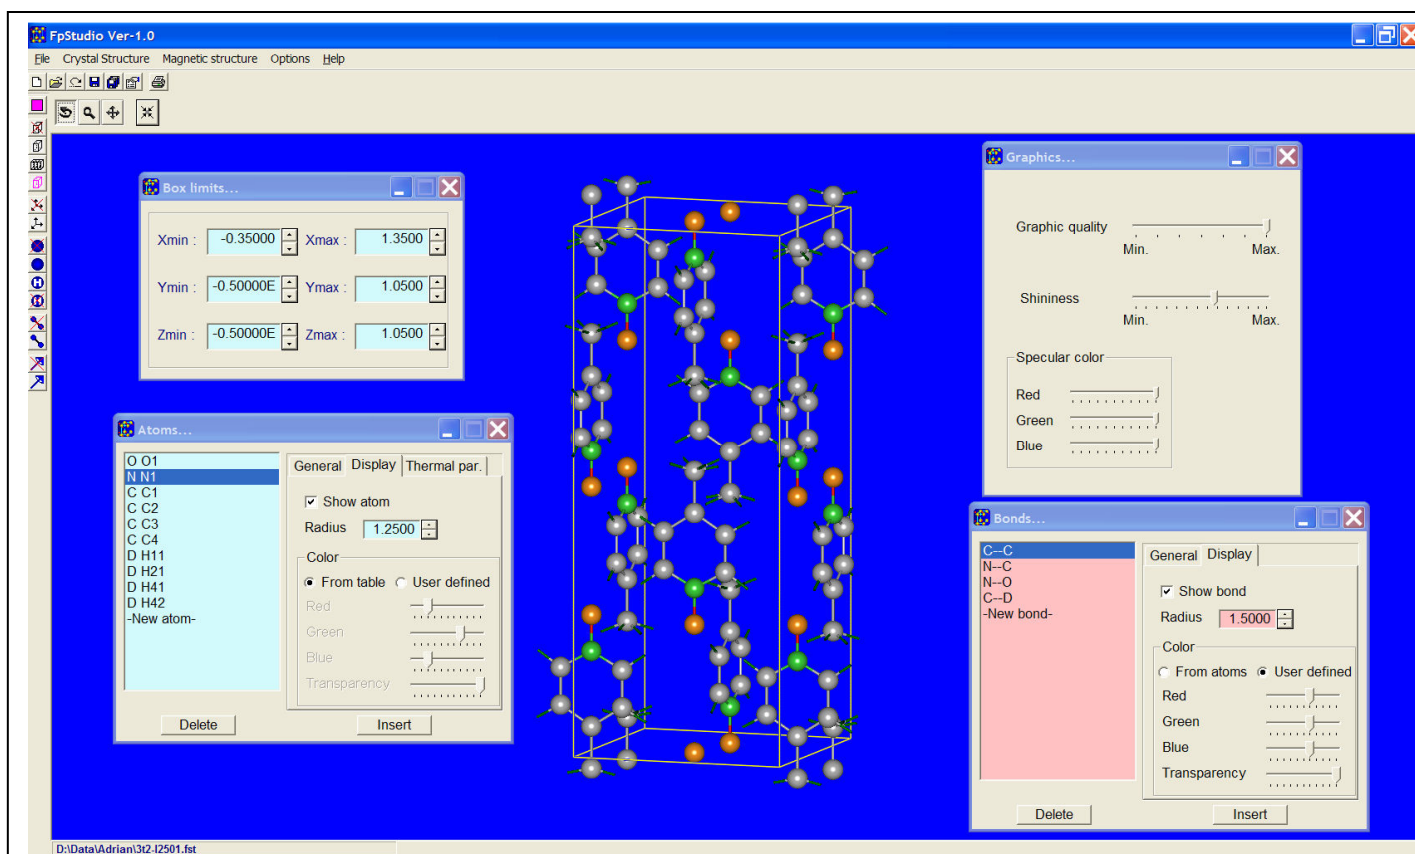 FpStudio Ver-1.0
File Crystal Structure Magnetic structure Options Help
Box limits...
Xmin : -0.35000 Xmax : 1.3500
Ymin : -0.50000E Ymax : 1.0500
Zmin : -0.50000E Zmax : 1.0500
Graphics...
Graphic quality
Min. Max.
Shininess
Min. Max.
Specular color
Red
Green
Blue
Atoms...
O O1
N N1
C C1
C C2
C C3
C C4
D H11
D H21
D H41
D H42
-New atom-
General Display Thermal par.
Show atom
Radius 1.2500
Color
From table User defined
Red
Green
Blue
Transparency
Delete Insert
Bonds...
C--C
N--C
N--O
C--D
-New bond-
General Display
Show bond
Radius 1.5000
Color
From atoms User defined
Red
Green
Blue
Transparency
Delete Insert
D:\Data\Adrian\3t2-I2501.fst